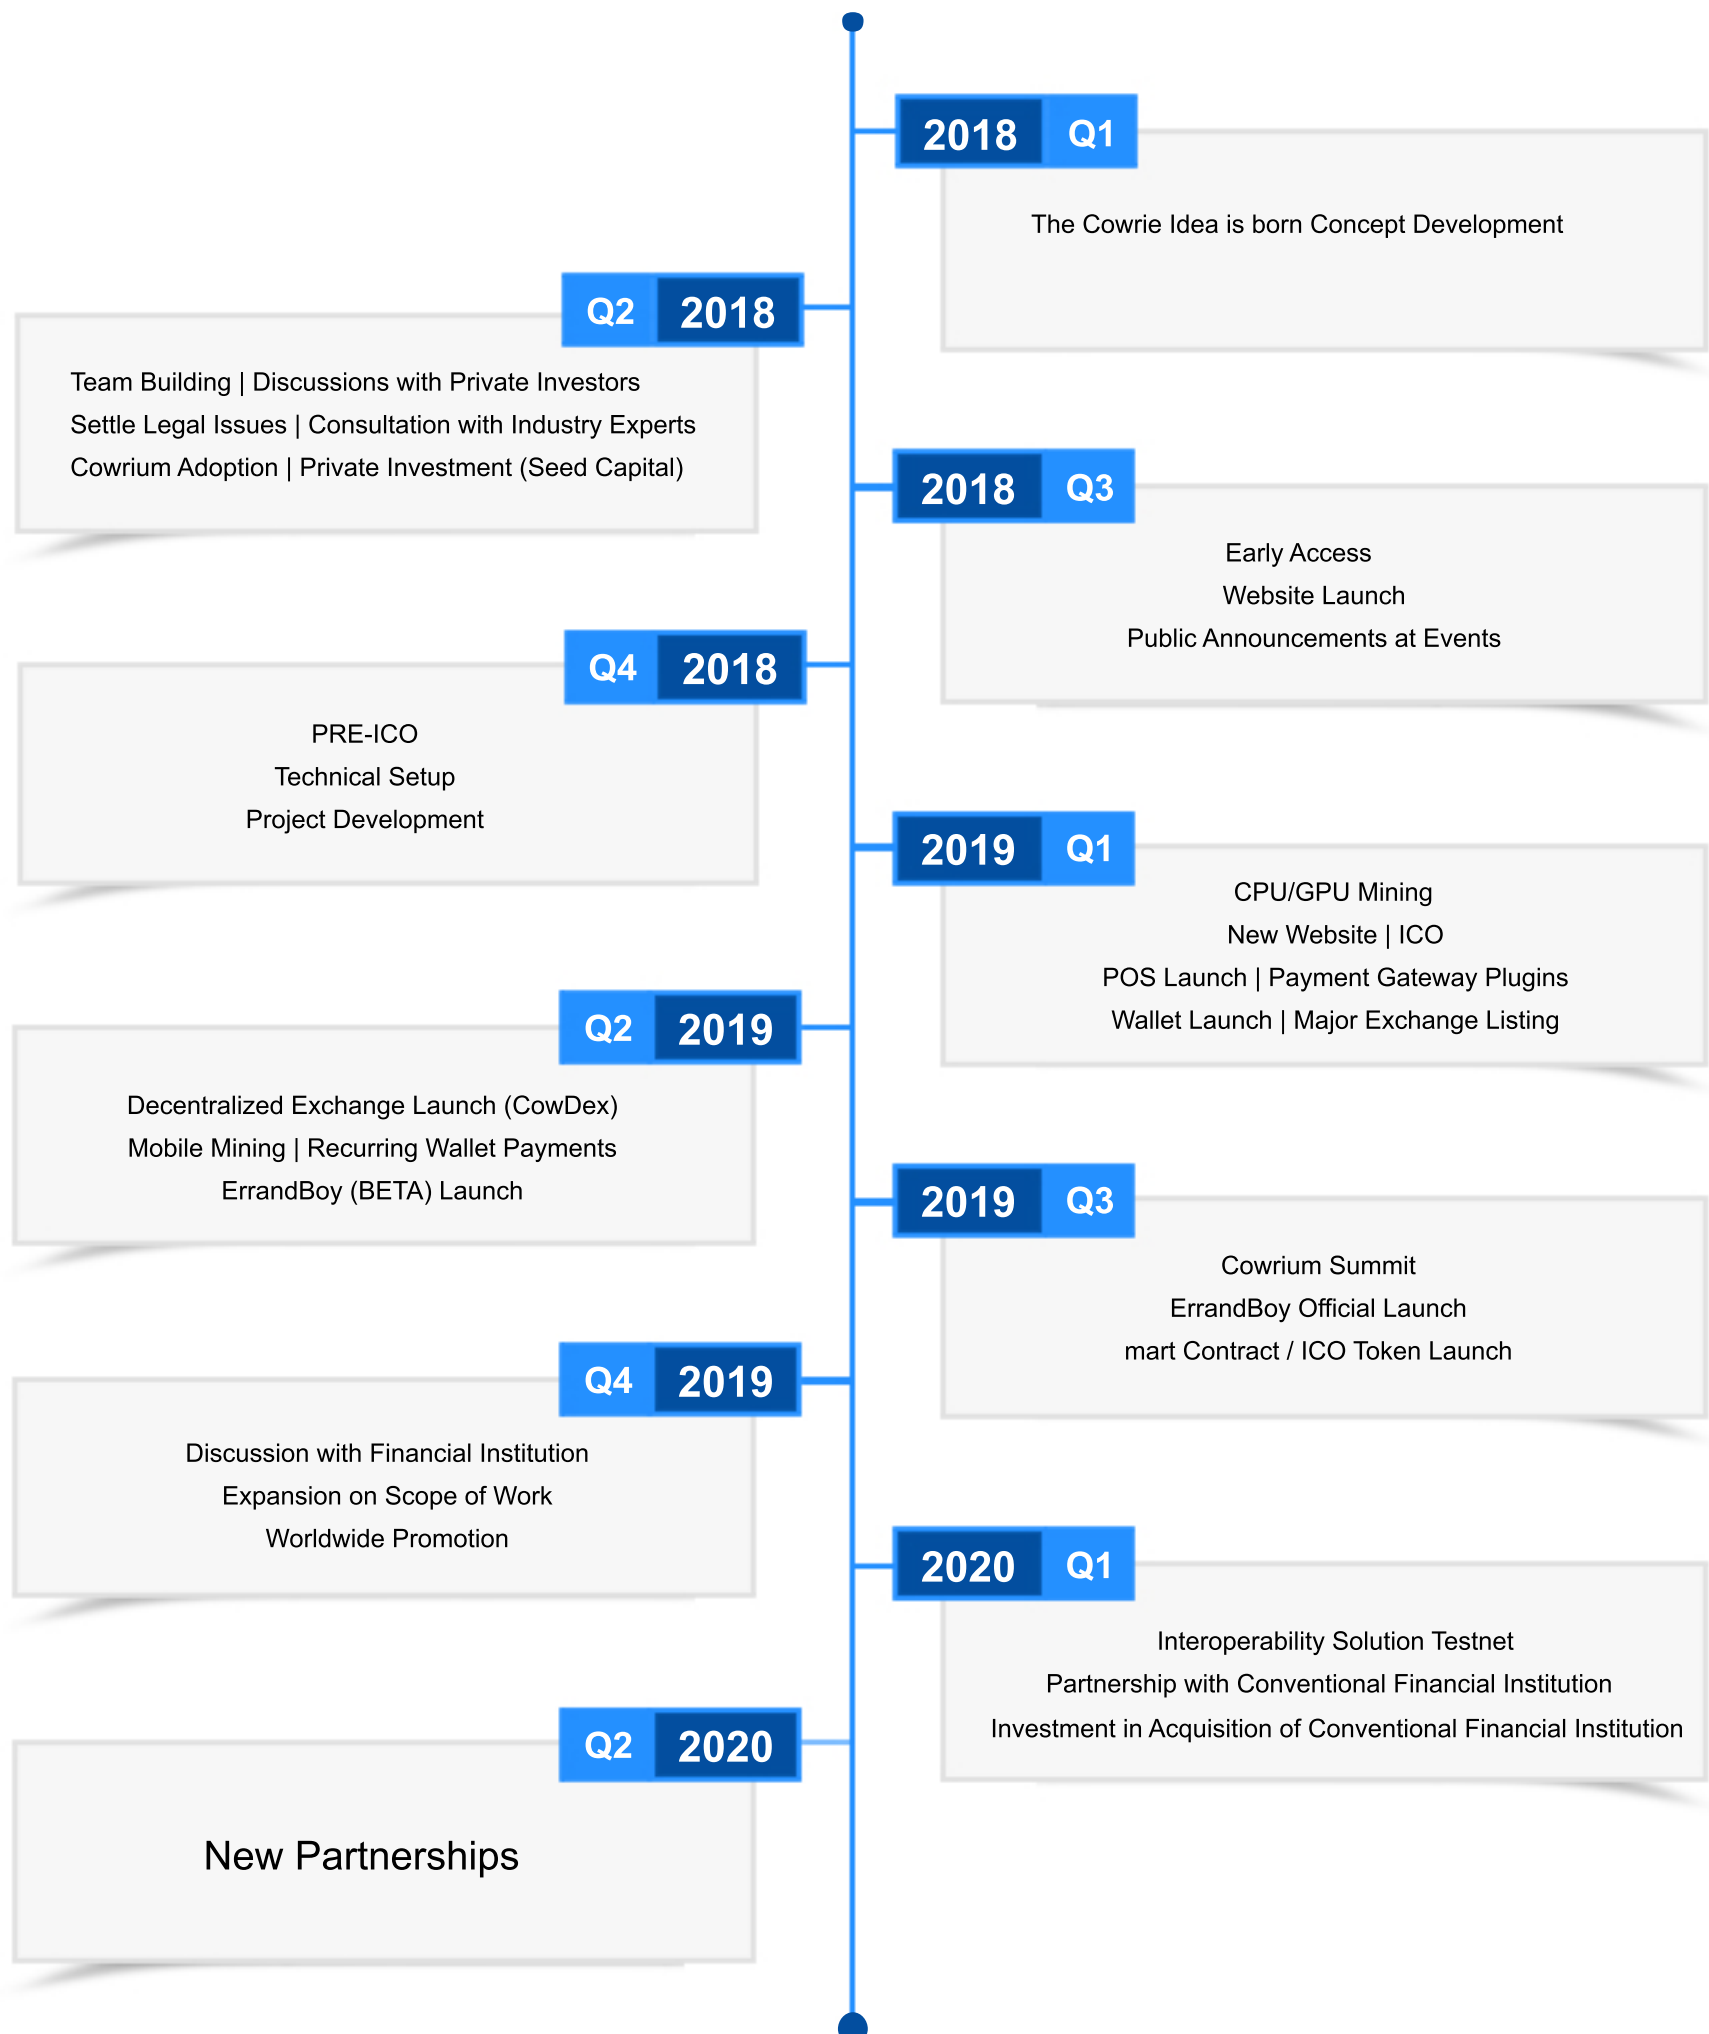 2018 Q1
The Cowrie Idea is born Concept Development
Q2 2018
Team Building | Discussions with Private Investors
Settle Legal Issues | Consultation with Industry Experts
Cowrium Adoption | Private Investment (Seed Capital)
2018 Q3
Early Access
Website Launch
Public Announcements at Events
Q4 2018
PRE-ICO
Technical Setup
Project Development
2019 Q1
CPU/GPU Mining
New Website | ICO
POS Launch | Payment Gateway Plugins
Wallet Launch | Major Exchange Listing
Q2 2019
Decentralized Exchange Launch (CowDex)
Mobile Mining | Recurring Wallet Payments
ErrandBoy (BETA) Launch
2019 Q3
Cowrium Summit
ErrandBoy Official Launch
mart Contract / ICO Token Launch
Q4 2019
Discussion with Financial Institution
Expansion on Scope of Work
Worldwide Promotion
2020 Q1
Interoperability Solution Testnet
Partnership with Conventional Financial Institution
Investment in Acquisition of Conventional Financial Institution
Q2 2020
New Partnerships